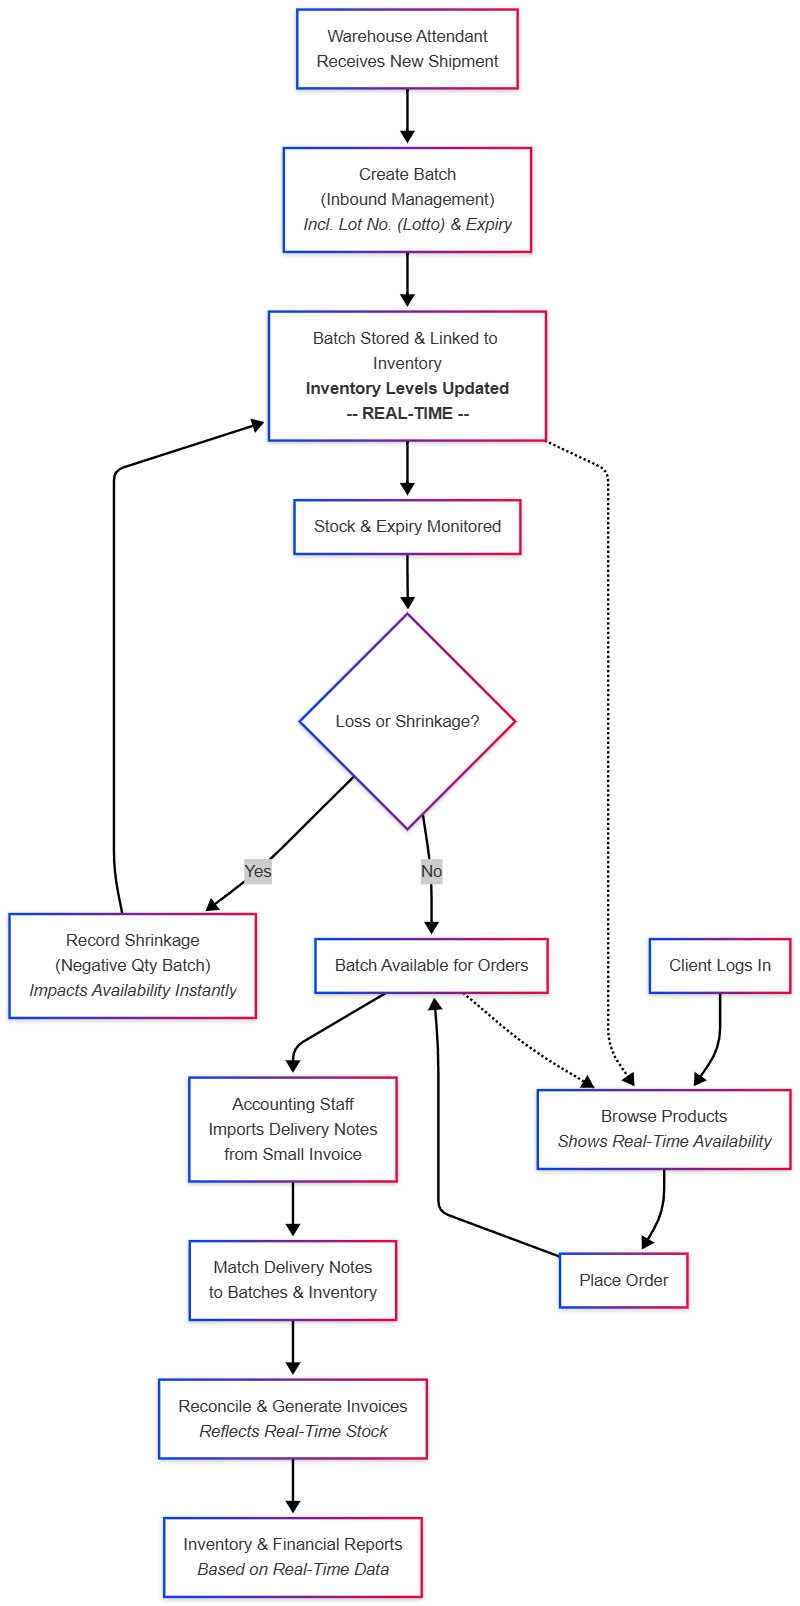 Warehouse Attendant
Receives New Shipment
Create Batch
(Inbound Management)
Incl. Lot No. (Lotto) & Expiry
Batch Stored & Linked to
Inventory
Inventory Levels Updated
-- REAL-TIME --
Stock & Expiry Monitored
Loss or Shrinkage?
Yes
No
Record Shrinkage
(Negative Qty Batch)
Impacts Availability Instantly
Batch Available for Orders
Client Logs In
Accounting Staff
Imports Delivery Notes
from Small Invoice
Browse Products
Shows Real-Time Availability
Match Delivery Notes
to Batches & Inventory
Place Order
Reconcile & Generate Invoices
Reflects Real-Time Stock
Inventory & Financial Reports
Based on Real-Time Data